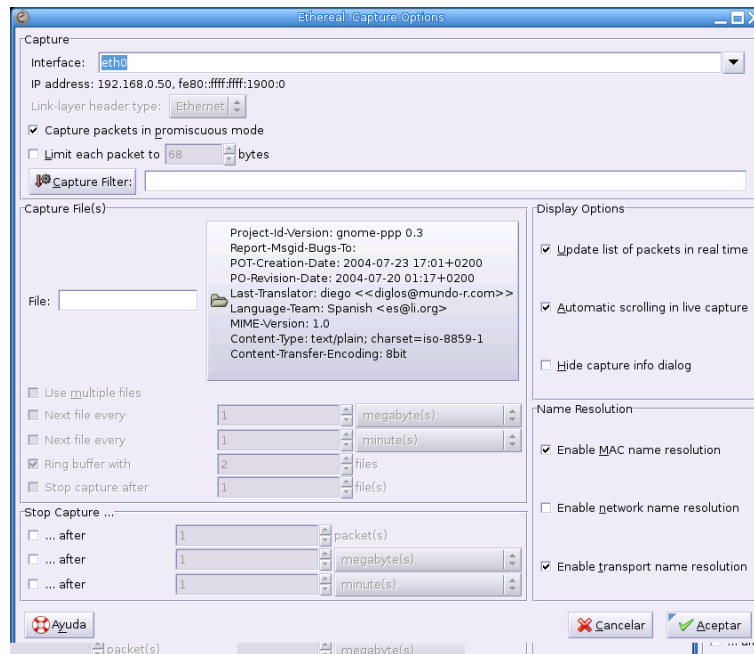 Ethereal: Capture Options
Capture
Interface: eth0
IP address: 192.168.0.50, fe80::ffff:ffff:1900:0
Link-layer header type: Ethernet
Capture packets in promiscuous mode
Limit each packet to 68 bytes
Capture Filter:
Capture File(s)
File:
Project-Id-Version: gnome-ppp 0.3
Report-Msgid-Bugs-To:
POT-Creation-Date: 2004-07-23 17:01+0200
PO-Revision-Date: 2004-07-20 01:17+0200
Last-Translator: diego <<diglos@mundo-r.com>>
Language-Team: Spanish <es@li.org>
MIME-Version: 1.0
Content-Type: text/plain; charset=iso-8859-1
Content-Transfer-Encoding: 8bit
Use multiple files
Next file every 1 megabyte(s)
Next file every 1 minute(s)
Ring buffer with 2 files
Stop capture after 1 file(s)
Stop Capture ...
... after 1 packet(s)
... after 1 megabyte(s)
... after 1 minute(s)
Display Options
Update list of packets in real time
Automatic scrolling in live capture
Hide capture info dialog
Name Resolution
Enable MAC name resolution
Enable network name resolution
Enable transport name resolution
Ayuda
Cancelar
Aceptar
packet(s) megabyte(s)